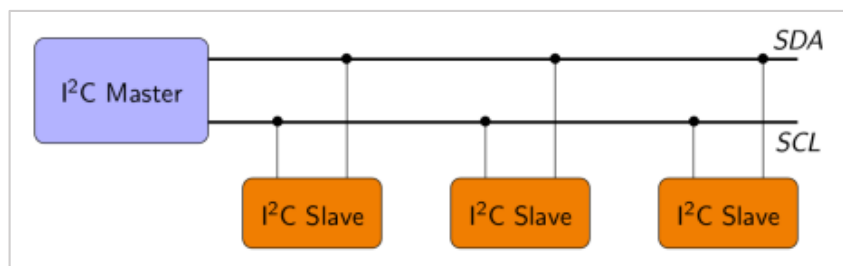 SDA
I²C Master
SCL
I²C Slave
I²C Slave
I²C Slave